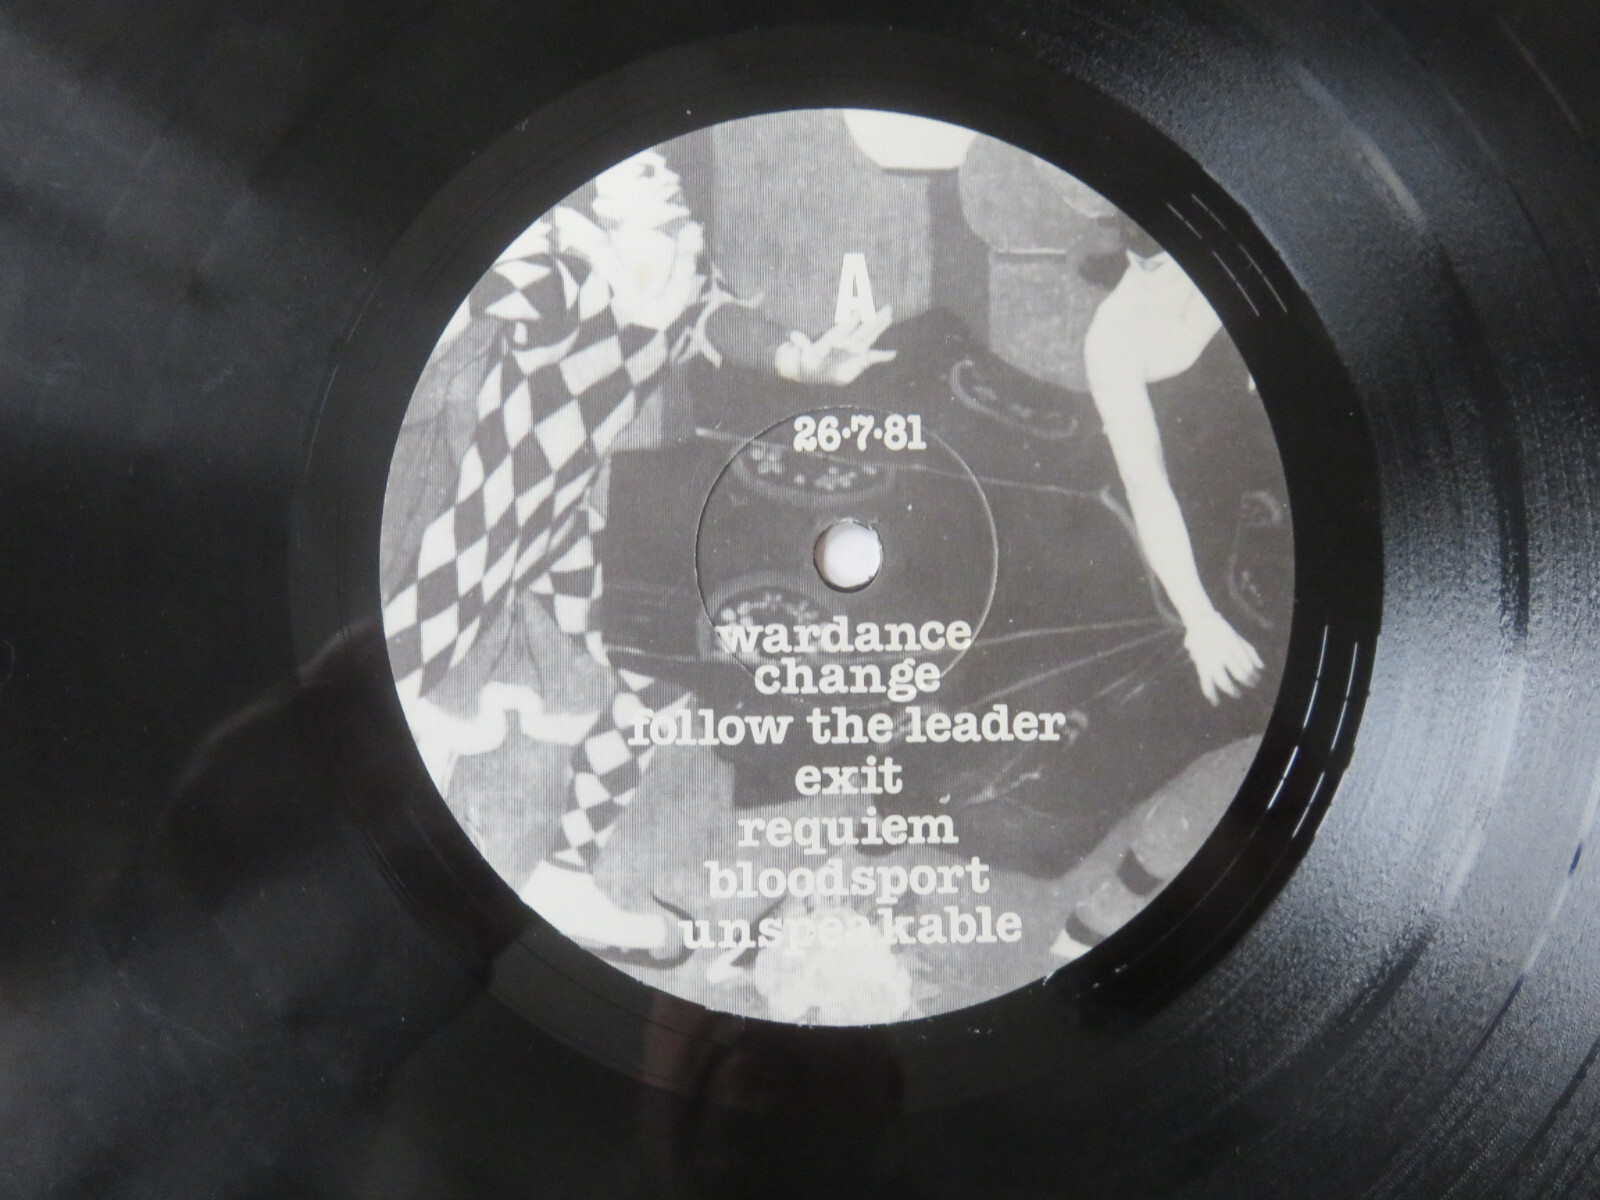 A
26·7·81
wardance
change
follow the leader
exit
requiem
bloodsport
unspeakable